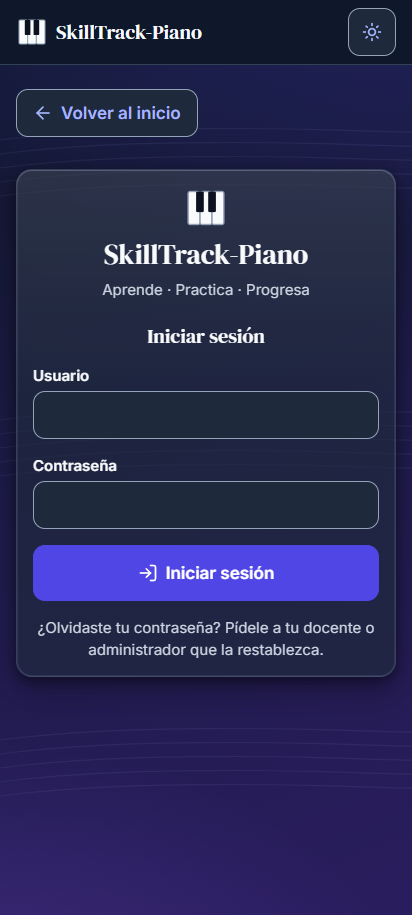 SkillTrack-Piano
Volver al inicio
SkillTrack-Piano
Aprende · Practica · Progresa
Iniciar sesión
Usuario
Contraseña
Iniciar sesión
¿Olvidaste tu contraseña? Pídele a tu docente o
administrador que la restablezca.